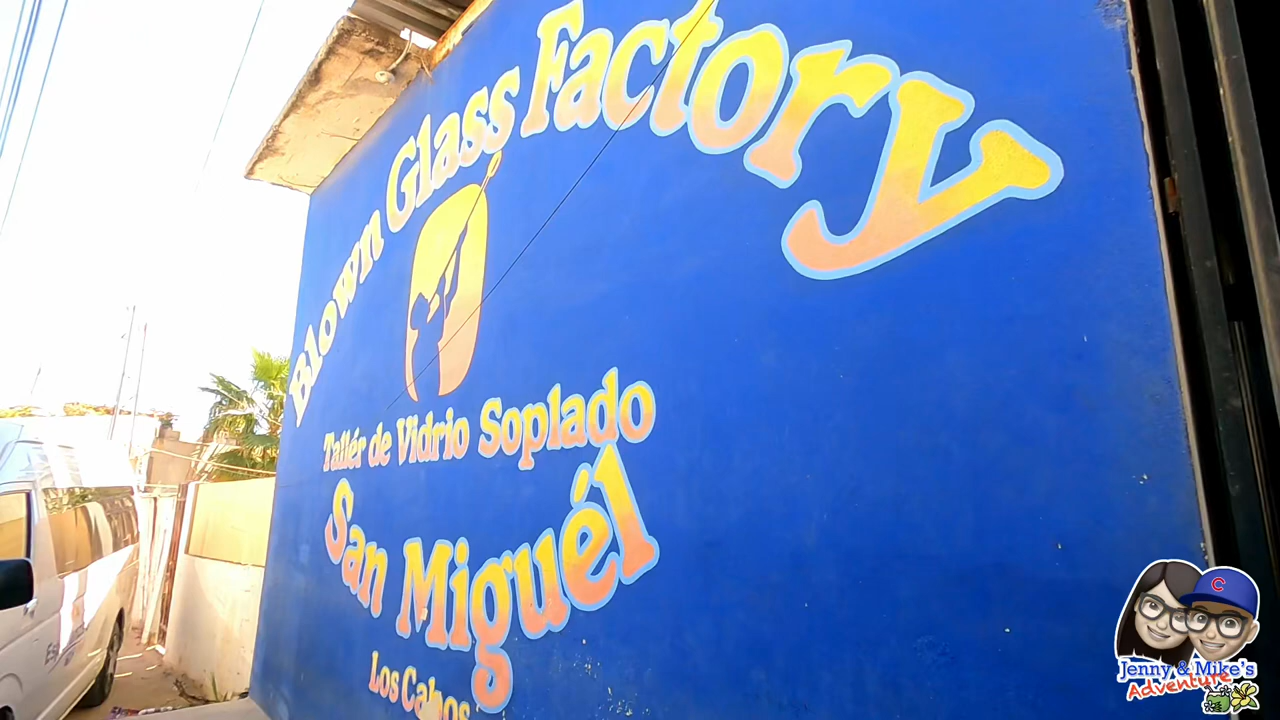 Blown Glass Factory
Tallér de Vidrio Soplado
San Miguél
Los Cabos
C
Jenny & Mike's
Adventure